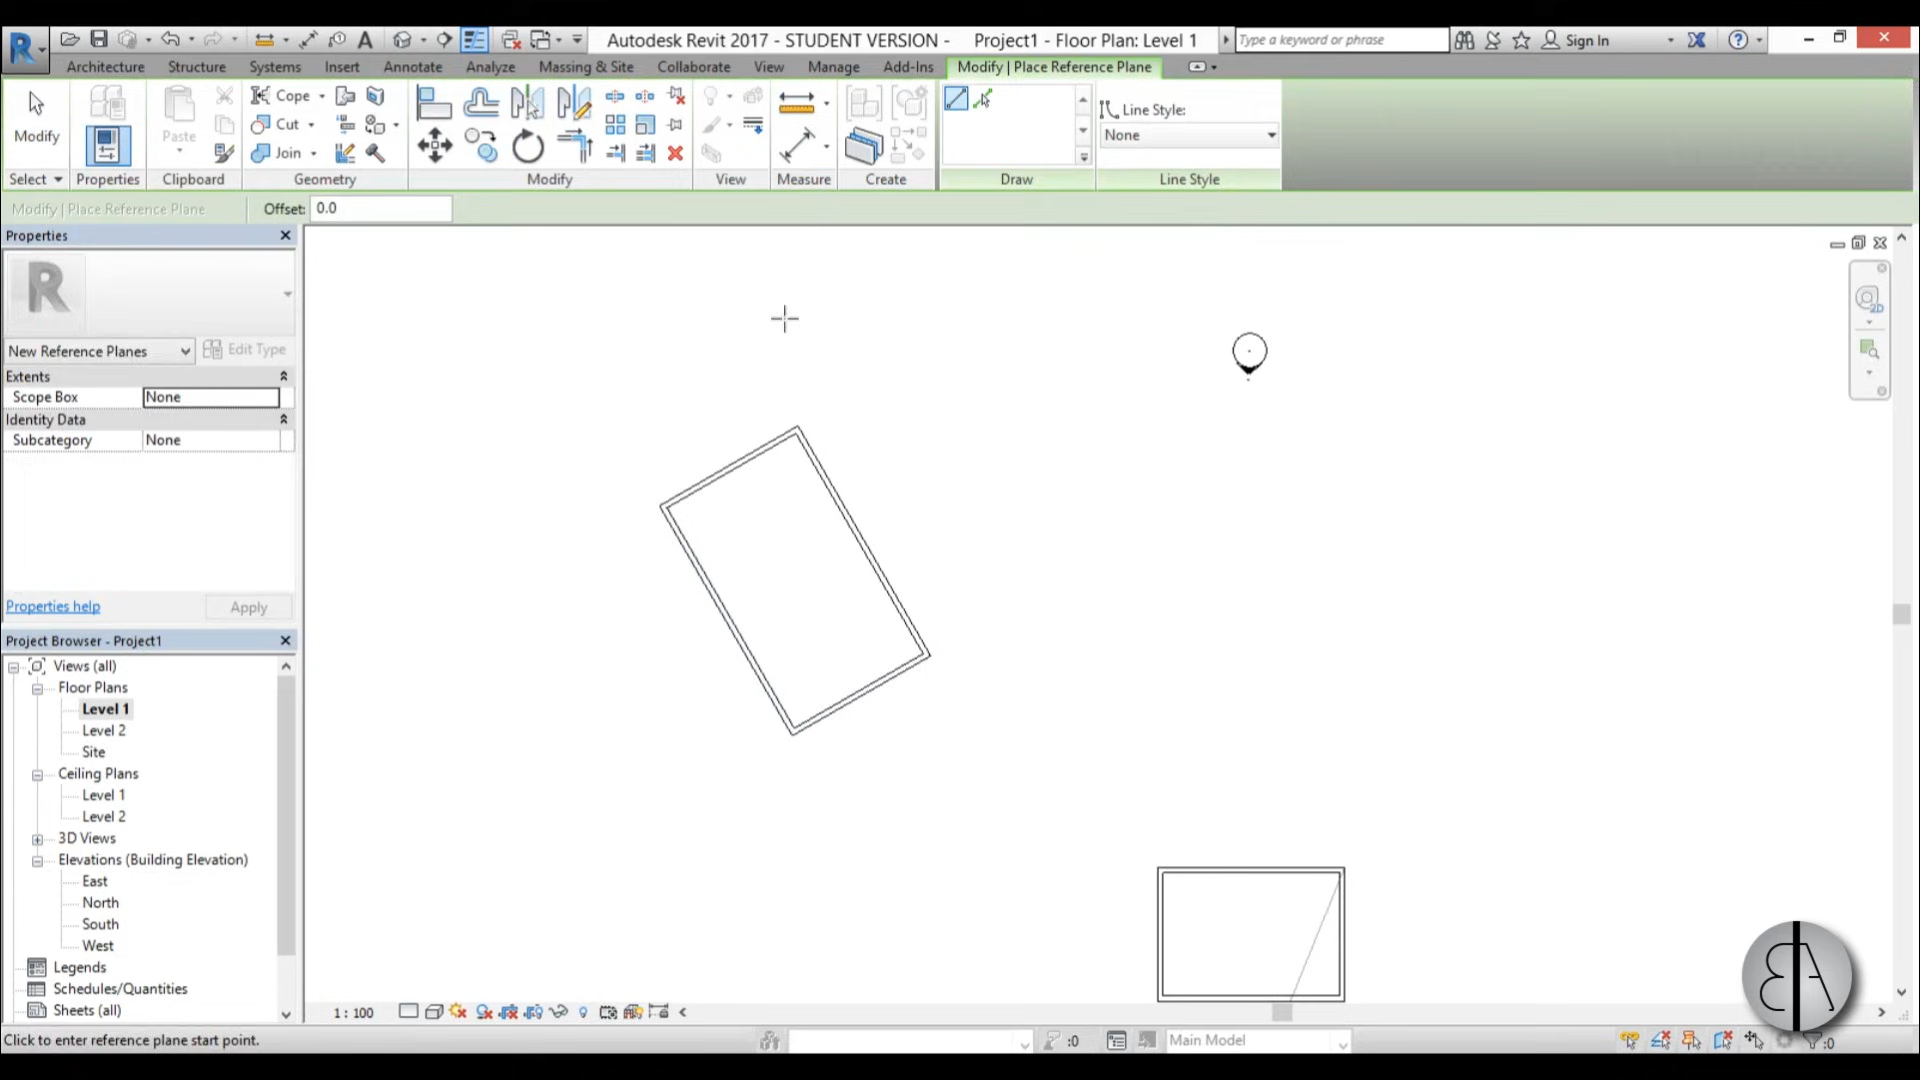 Autodesk Revit 2017 - STUDENT VERSION - Project1 - Floor Plan: Level 1
Type a keyword or phrase
Sign In
Architecture Structure Systems Insert Annotate Analyze Massing & Site Collaborate View Manage Add-Ins Modify | Place Reference Plane
Modify
Paste
Cope
Cut
Join
Line Style:
None
Select Properties Clipboard Geometry Modify View Measure Create Draw Line Style
Modify | Place Reference Plane Offset: 0.0
Properties
New Reference Planes Edit Type
Extents
Scope Box None
Identity Data
Subcategory None
Properties help Apply
Project Browser - Project1
Views (all)
Floor Plans
Level 1
Level 2
Site
Ceiling Plans
Level 1
Level 2
3D Views
Elevations (Building Elevation)
East
North
South
West
Legends
Schedules/Quantities
Sheets (all)
1 : 100
Click to enter reference plane start point.
:0
Main Model
:0